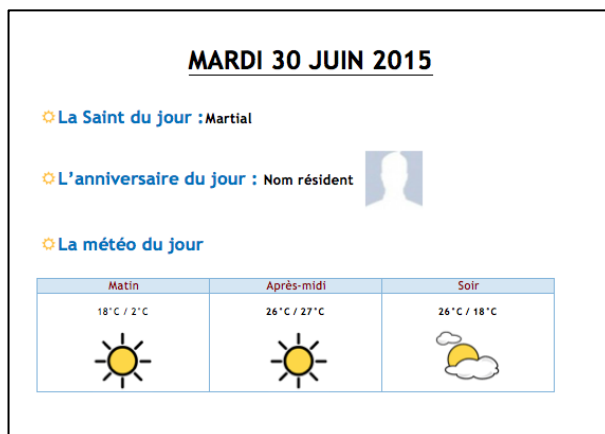 MARDI 30 JUIN 2015
La Saint du jour : Martial
L'anniversaire du jour : Nom résident
La météo du jour
Matin Après-midi Soir
18°C / 2°C 26°C / 27°C 26°C / 18°C